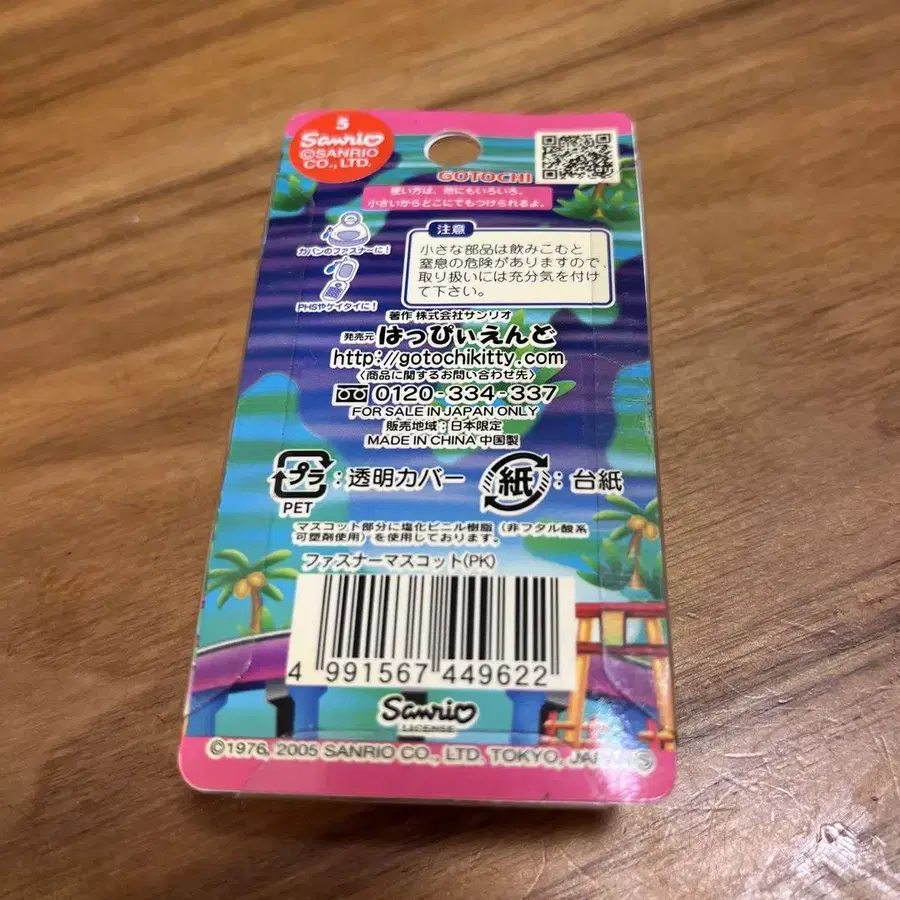 5
Sanrio
©SANRIO
CO., LTD.
GOTOCHI
使い方は、他にもいろいろ。
小さいからどこにでもつけられるよ。
カバンのファスナーに!
PHSやケイタイに!
注意
小さな部品は飲みこむと
窒息の危険がありますので、
取り扱いには充分気を付け
て下さい。
著作 株式会社サンリオ
発売元 はっぴぃえんど
http://gotochikitty.com
〈商品に関するお問い合わせ先〉
0120-334-337
FOR SALE IN JAPAN ONLY
販売地域:日本限定
MADE IN CHINA 中国製
プラ:透明カバー
PET
紙:台紙
マスコット部分に塩化ビニル樹脂(非フタル酸系
可塑剤使用)を使用しております。
ファスナーマスコット(PK)
4 991567 449622
Sanrio
LICENSE
©1976, 2005 SANRIO CO., LTD. TOKYO, JAPAN Ⓢ